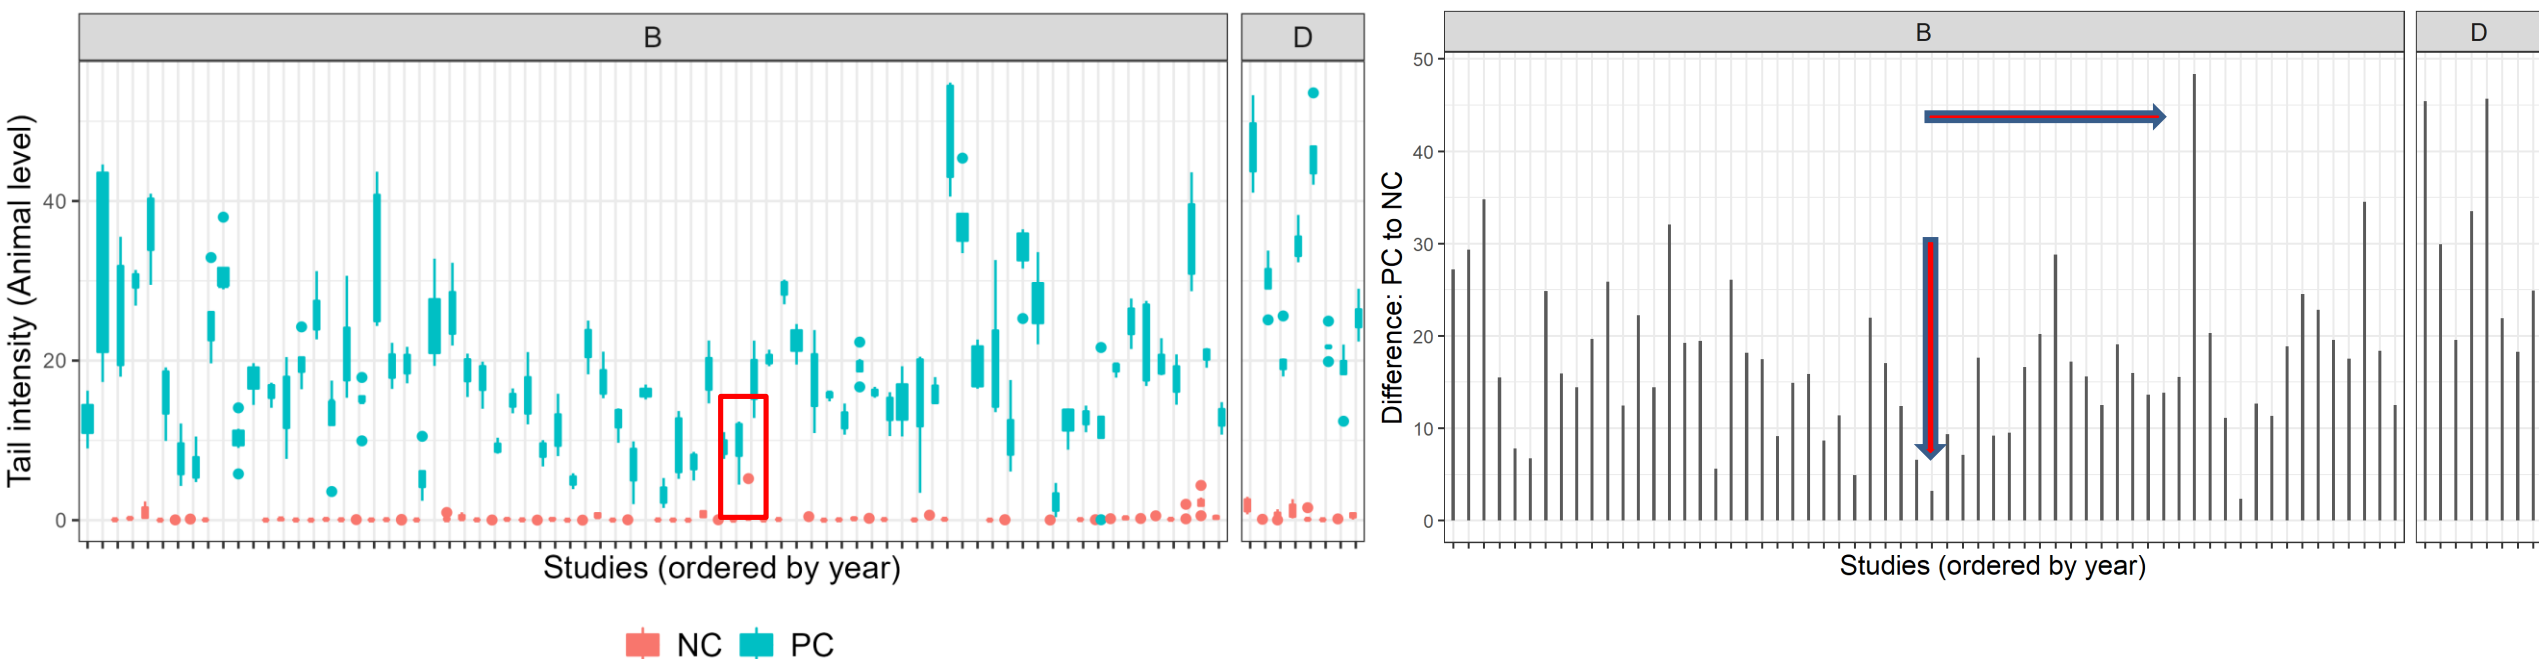 B
D
Tail intensity (Animal level)
40
20
0
Studies (ordered by year)
NC
PC
B
D
Difference: PC to NC
50
40
30
20
10
0
Studies (ordered by year)